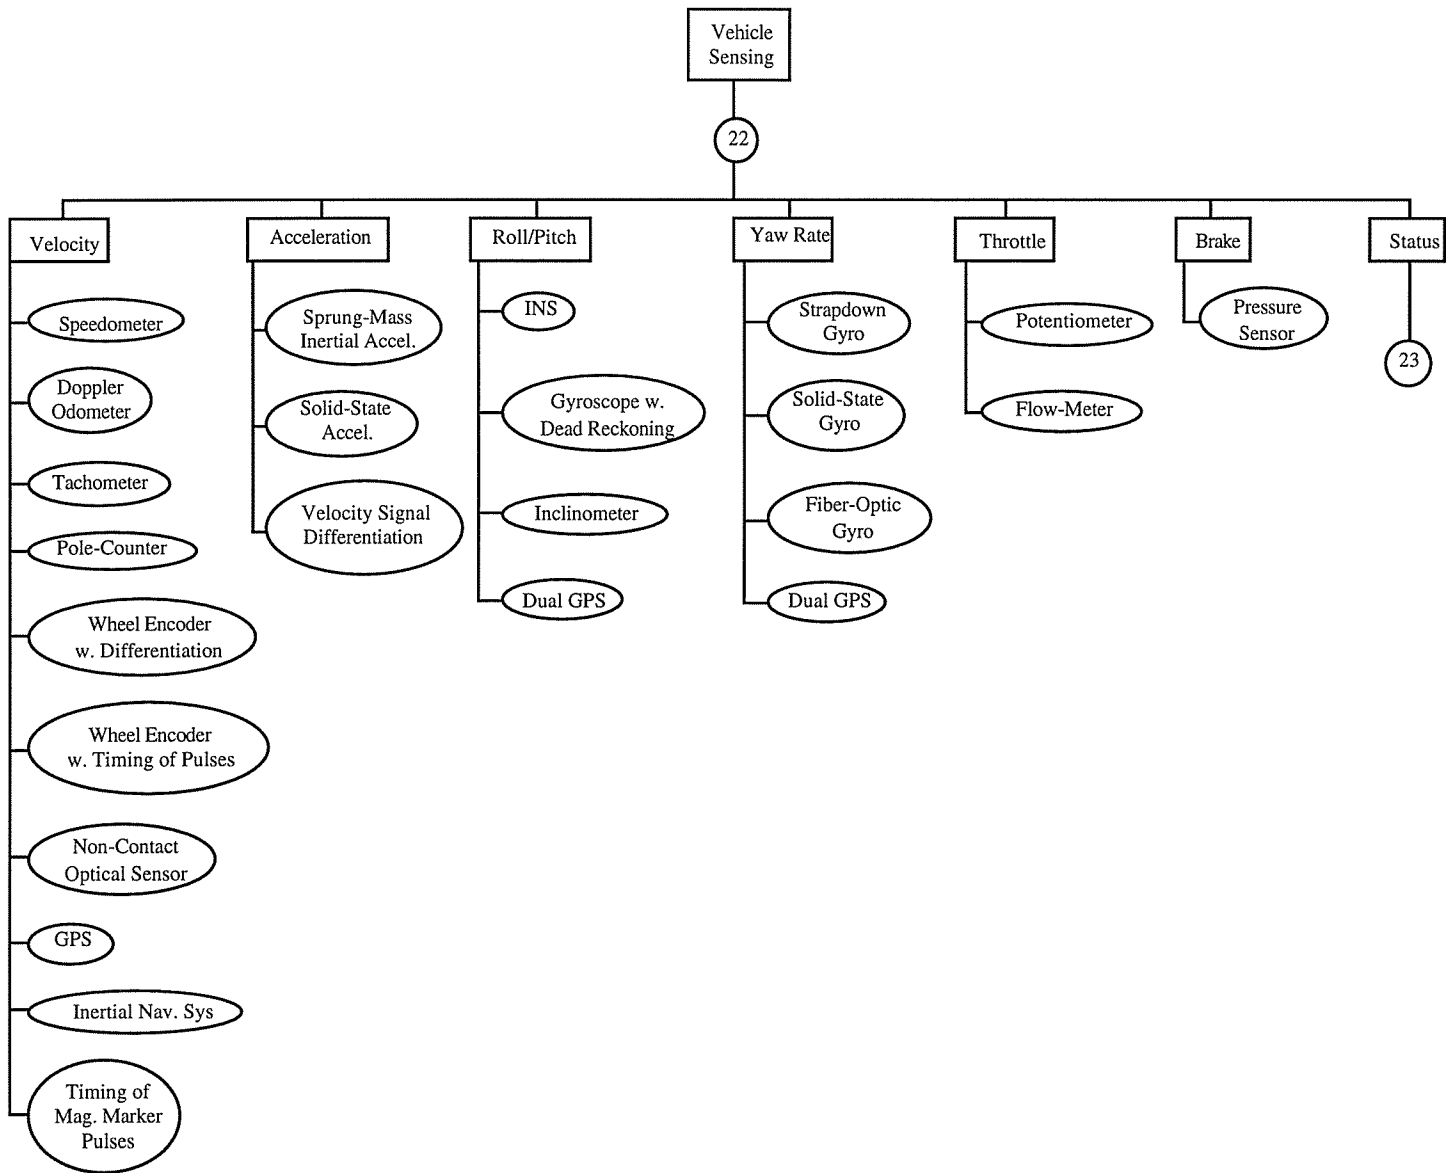 Vehicle
Sensing
22
Velocity
Acceleration
Roll/Pitch
Yaw Rate
Throttle
Brake
Status
Speedometer
Doppler
Odometer
Tachometer
Pole-Counter
Wheel Encoder
w. Differentiation
Wheel Encoder
w. Timing of Pulses
Non-Contact
Optical Sensor
GPS
Inertial Nav. Sys
Timing of
Mag. Marker
Pulses
Sprung-Mass
Inertial Accel.
Solid-State
Accel.
Velocity Signal
Differentiation
INS
Gyroscope w.
Dead Reckoning
Inclinometer
Dual GPS
Strapdown
Gyro
Solid-State
Gyro
Fiber-Optic
Gyro
Dual GPS
Potentiometer
Flow-Meter
Pressure
Sensor
23